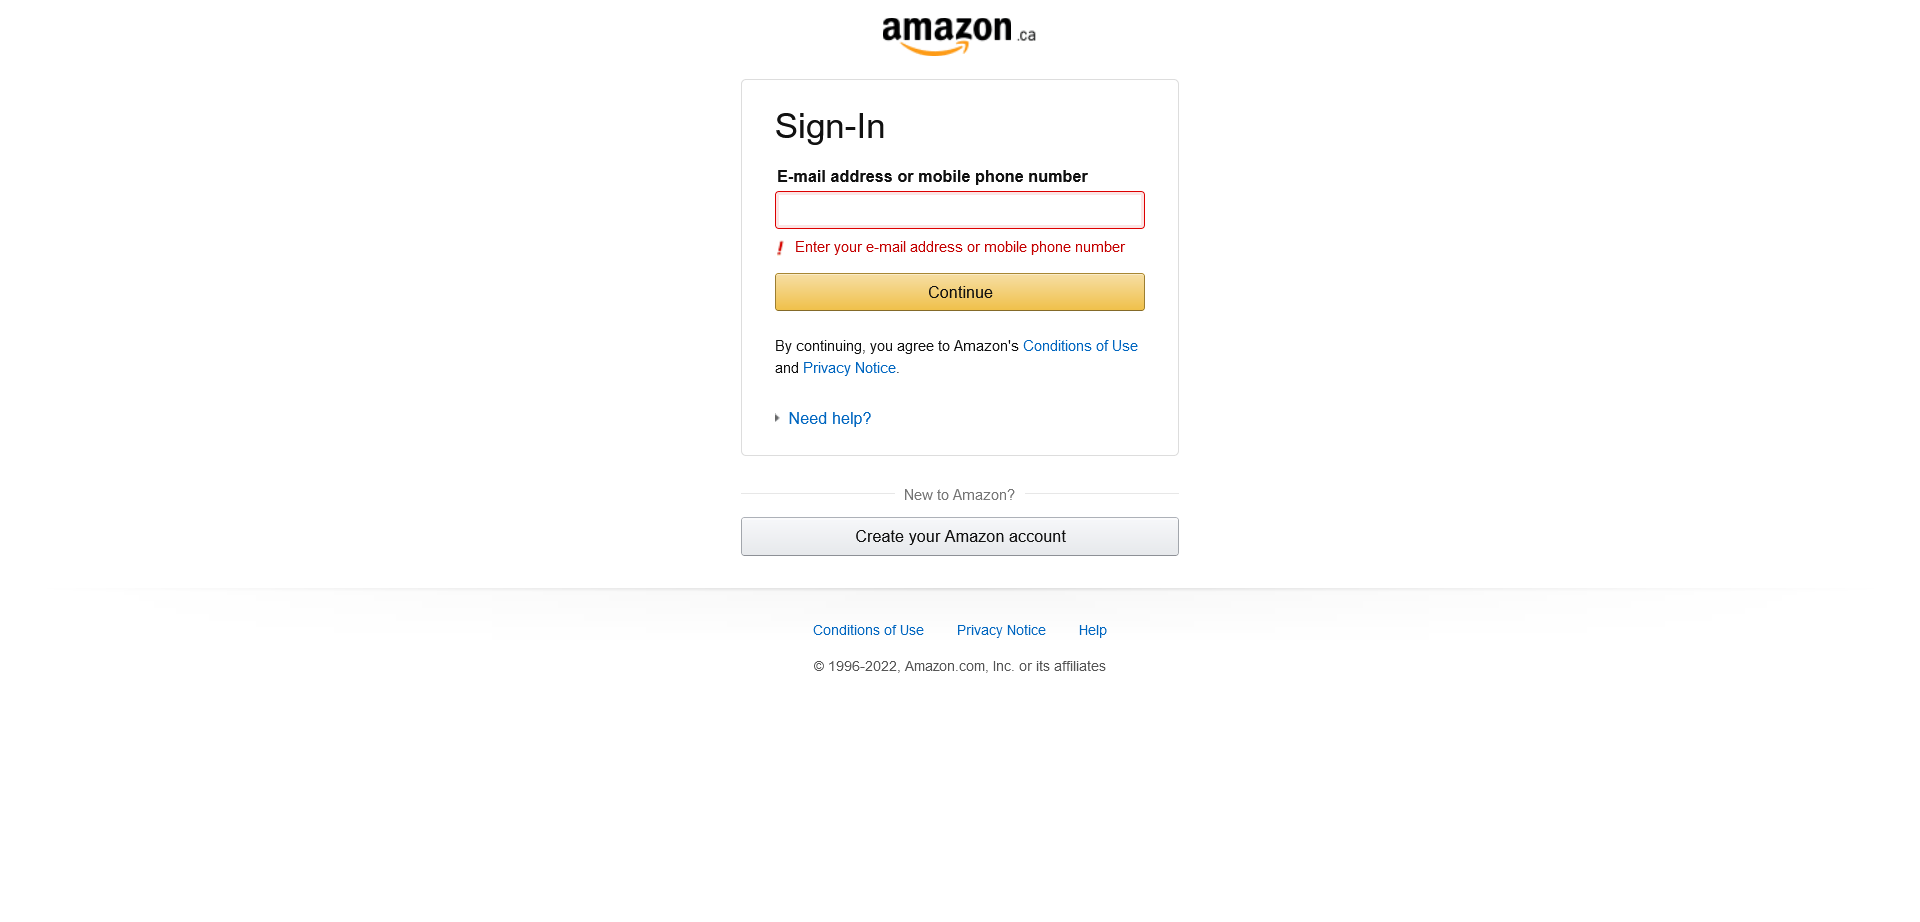 amazon.ca
Sign-In
E-mail address or mobile phone number
! Enter your e-mail address or mobile phone number
Continue
By continuing, you agree to Amazon's Conditions of Use
and Privacy Notice.
Need help?
New to Amazon?
Create your Amazon account
Conditions of Use Privacy Notice Help
© 1996-2022, Amazon.com, Inc. or its affiliates